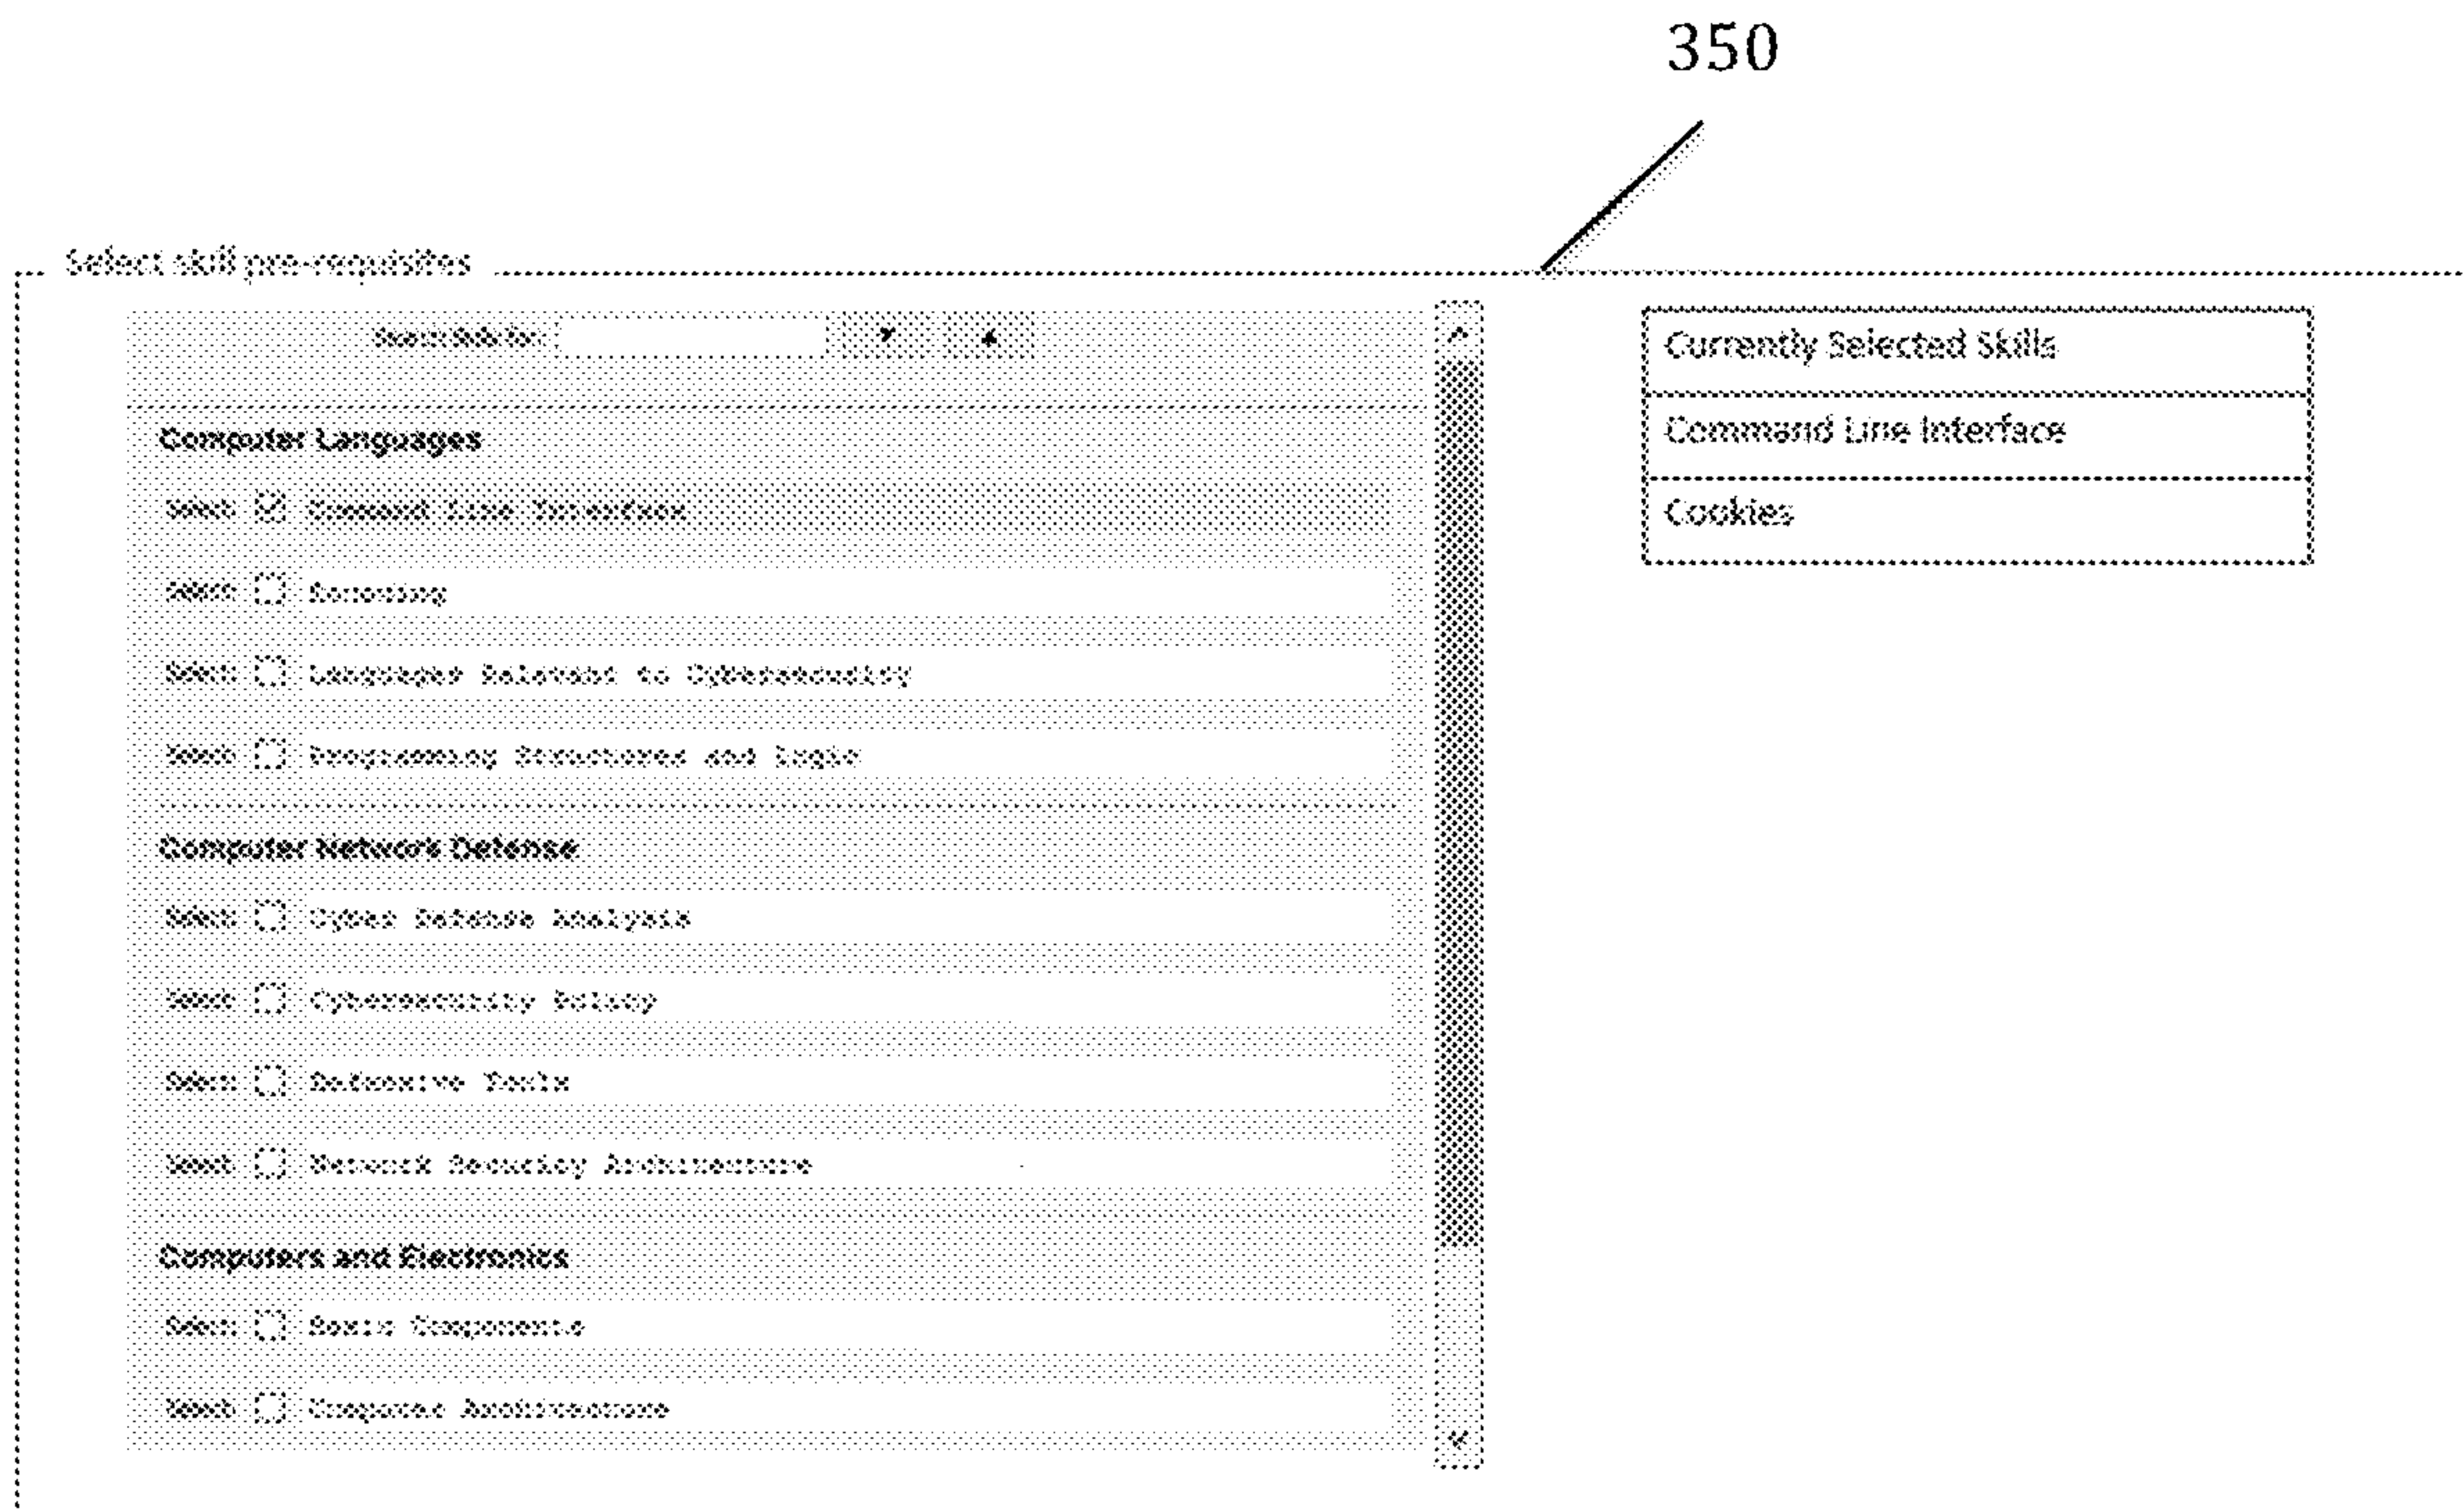 350
Select skill pre-requisites
Currently Selected Skills
Command Line Interface
Cookies
Computer Languages
Select: Command Line Interface
Select:
Select: Languages Relevant to Cybersecurity
Select: Programming Structures and Logic
Computer Network Defense
Select: Cyber Defense Analysis
Select: Cybersecurity Policy
Select: Defensive Tools
Select: Network Security Architecture
Computers and Electronics
Select: Basic Components
Select: Computer Architecture